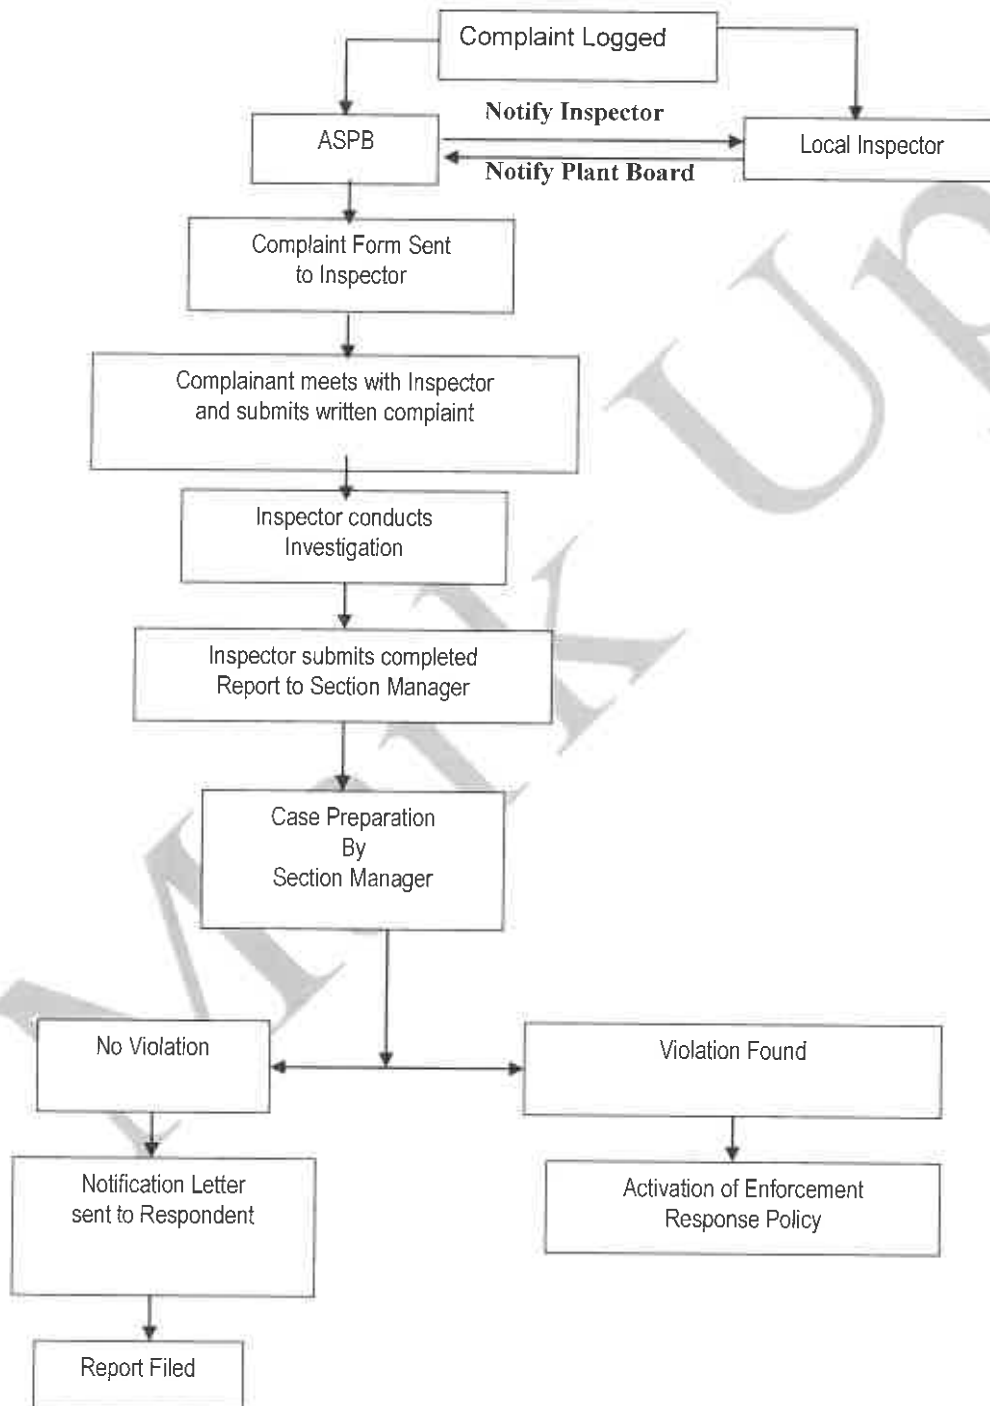 Complaint Logged
Notify Inspector
ASPB
Local Inspector
Notify Plant Board
Complaint Form Sent
to Inspector
Complainant meets with Inspector
and submits written complaint
Inspector conducts
Investigation
Inspector submits completed
Report to Section Manager
Case Preparation
By
Section Manager
No Violation
Violation Found
Notification Letter
sent to Respondent
Activation of Enforcement
Response Policy
Report Filed